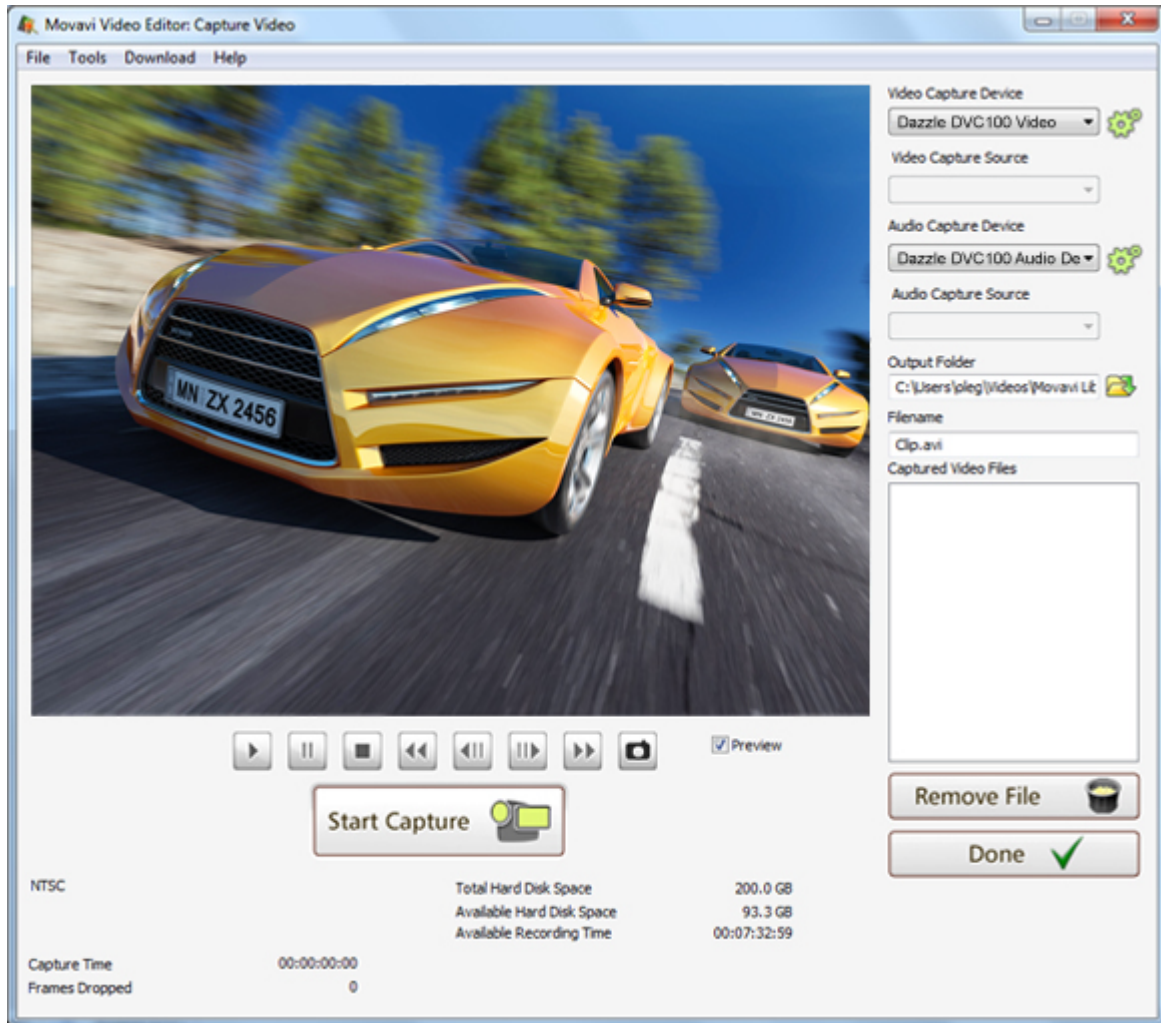 Movavi Video Editor: Capture Video
File Tools Download Help
MN ZX 2456
MN ZX 2456
Video Capture Device
Dazzle DVC100 Video
Video Capture Source
Audio Capture Device
Dazzle DVC100 Audio De
Audio Capture Source
Output Folder
C:\Users\oleg\Videos\Movavi Lit
Filename
Clip.avi
Captured Video Files
Preview
Start Capture
Remove File
Done
NTSC
Total Hard Disk Space 200.0 GB
Available Hard Disk Space 93.3 GB
Available Recording Time 00:07:32:59
Capture Time 00:00:00:00
Frames Dropped 0